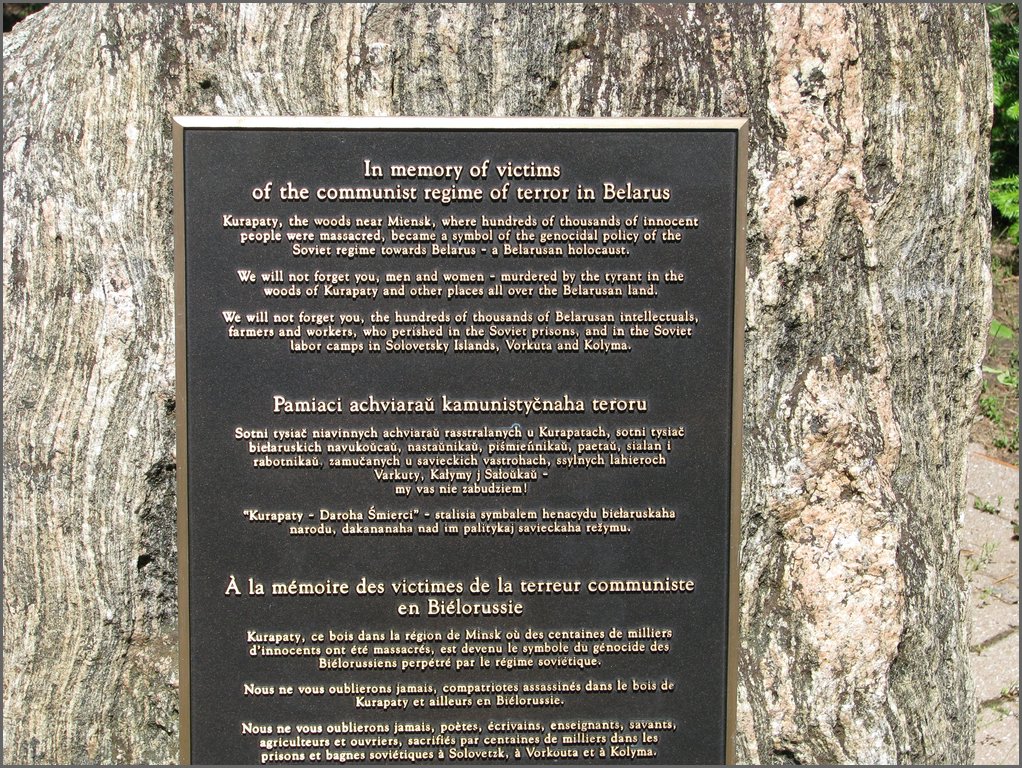 In memory of victims
of the communist regime of terror in Belarus
Kurapaty, the woods near Miensk, where hundreds of thousands of innocent
people were massacred, became a symbol of the genocidal policy of the
Soviet regime towards Belarus - a Belarusan holocaust.
We will not forget you, men and women - murdered by the tyrant in the
woods of Kurapaty and other places all over the Belarusan land.
We will not forget you, the hundreds of thousands of Belarusan intellectuals,
farmers and workers, who perished in the Soviet prisons, and in the Soviet
labor camps in Solovetsky Islands, Vorkuta and Kolyma.
Pamiaci achviaraŭ kamunistyčnaha teroru
Sotni tysiač niavinnych achviaraŭ rasstralanych u Kurapatach, sotni tysiač
biełaruskich navukoŭcaŭ, nastaŭnikaŭ, piśmieńnikaŭ, paetaŭ, sialan i
rabotnikaŭ, zamučanych u savieckich vastrohach, ssylnych lahieroch
Varkuty, Kałymy j Sałoŭkaŭ -
my vas nie zabudziem!
"Kurapaty - Daroha Śmierci" - stalisia symbalem henacydu biełaruskaha
narodu, dakananaha nad im palitykaj savieckaha režymu.
À la mémoire des victimes de la terreur communiste
en Biélorussie
Kurapaty, ce bois dans la région de Minsk où des centaines de milliers
d'innocents ont été massacrés, est devenu le symbole du génocide des
Biélorussiens perpétré par le régime soviétique.
Nous ne vous oublierons jamais, compatriotes assassinés dans le bois de
Kurapaty et ailleurs en Biélorussie.
Nous ne vous oublierons jamais, poètes, écrivains, enseignants, savants,
agriculteurs et ouvriers, sacrifiés par centaines de milliers dans les
prisons et bagnes soviétiques à Solovetzk, à Vorkouta et à Kolyma.